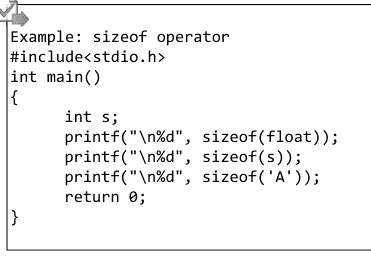 Example: sizeof operator
#include<stdio.h>
int main()
{
int s;
printf("\n%d", sizeof(float));
printf("\n%d", sizeof(s));
printf("\n%d", sizeof('A'));
return 0;
}